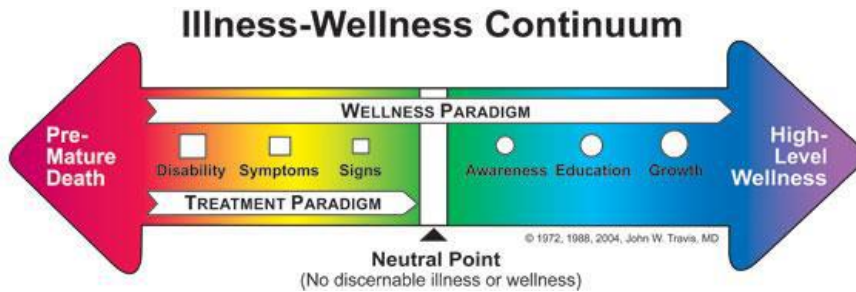 Illness-Wellness Continuum
WELLNESS PARADIGM
Pre-
Mature
Death
Disability Symptoms Signs Awareness Education Growth
High-
Level
Wellness
TREATMENT PARADIGM
© 1972, 1988, 2004, John W. Travis, MD
Neutral Point
(No discernable illness or wellness)